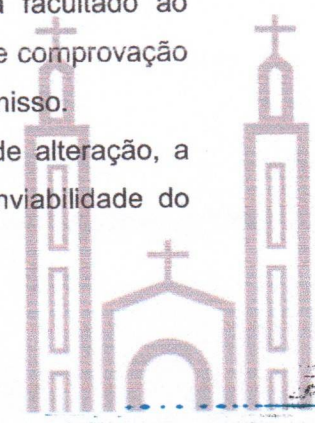 facultado ao
e comprovação
nisso.
de alteração, a
nviabilidade do